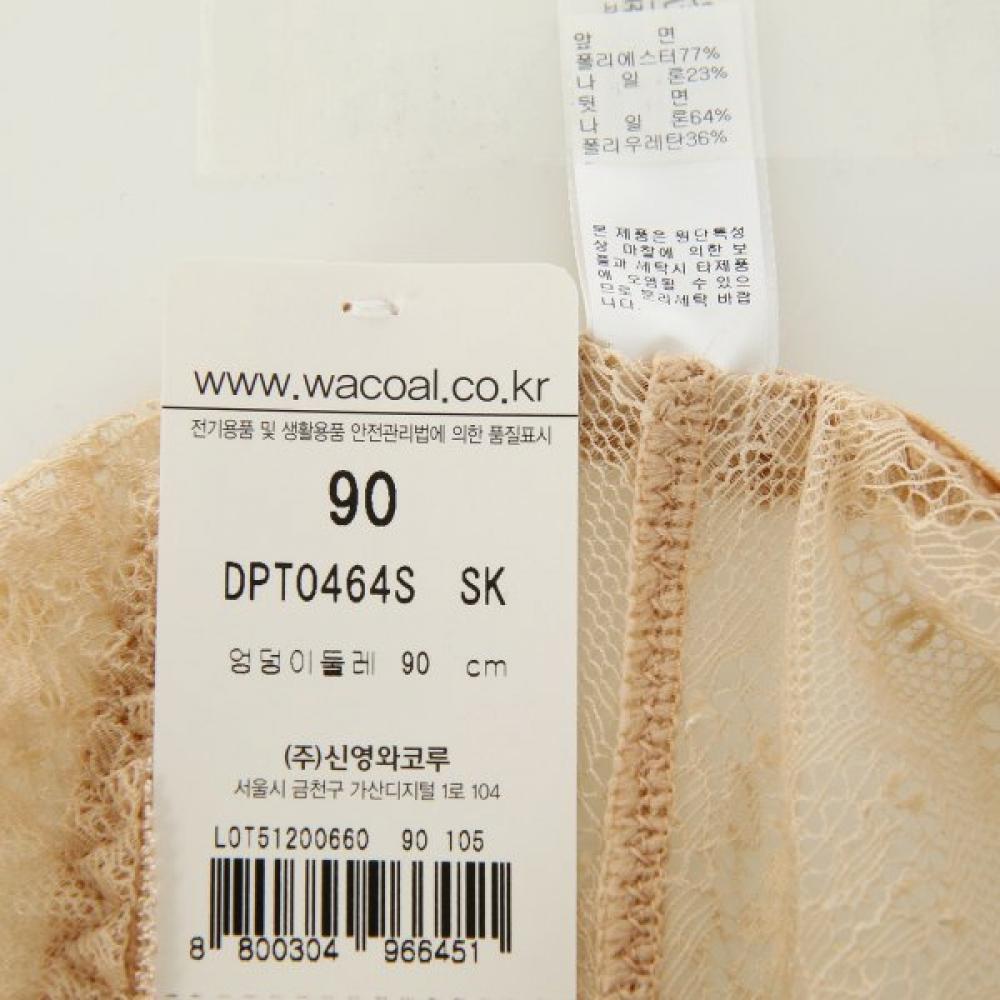 압 면
폴리에스터77%
나 일 론23%
뒷 면
나 일 론64%
폴리우레탄36%
본 제품은 원단특성
상 마찰에 의한 보
풀과 세탁시 타제품
에 오염될 수 있으
므로 분리세탁 바랍
니다.
www.wacoal.co.kr
전기용품 및 생활용품 안전관리법에 의한 품질표시
90
DPT0464S SK
엉덩이둘레 90 cm
(주)신영와코루
서울시 금천구 가산디지털 1로 104
LOT51200660 90 105
8 800304 966451